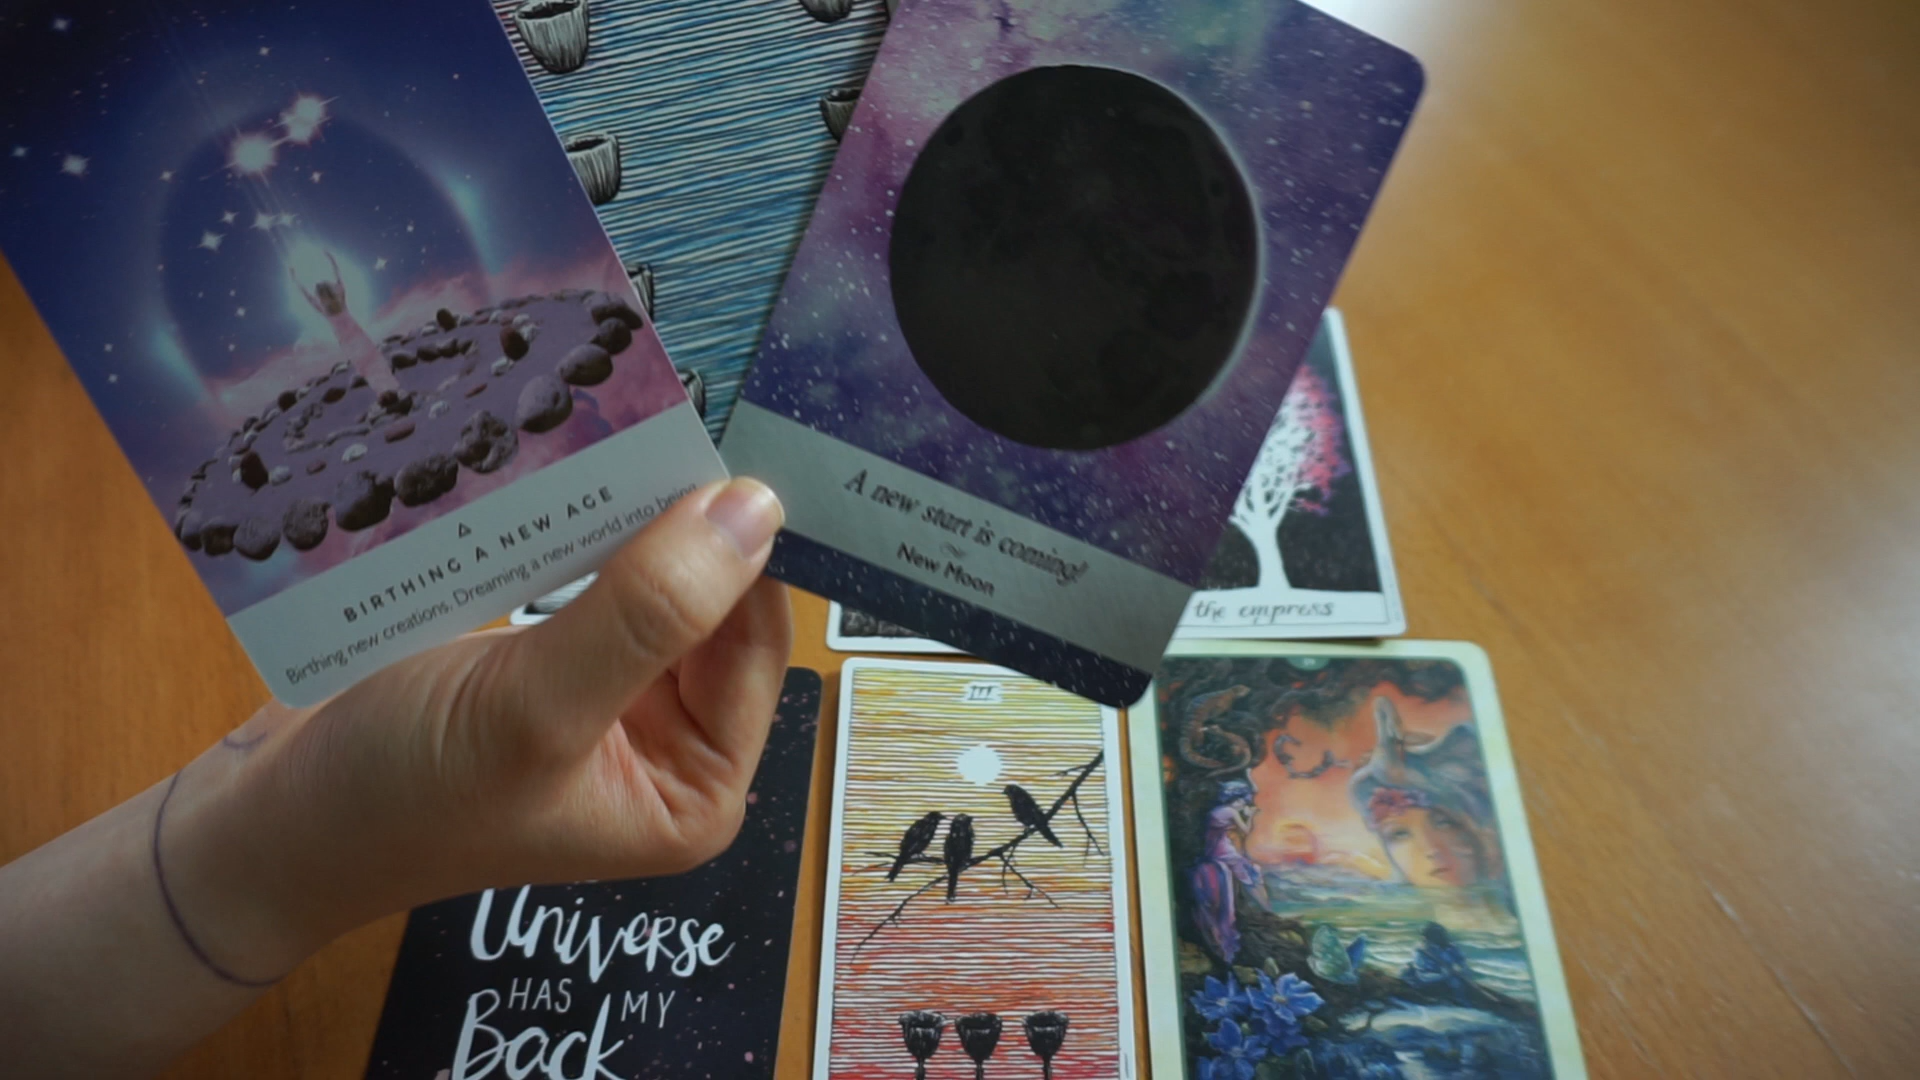 BIRTHING A NEW AGE
Birthing new creations. Dreaming a new world into being.
A new start is coming!
New Moon
the empress
III
Universe
HAS MY
Back